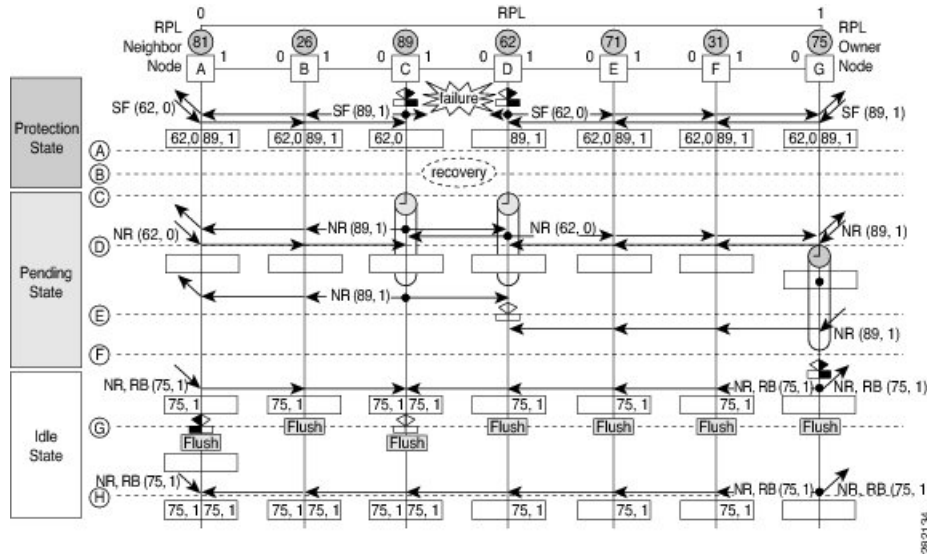 0 RPL 1
RPL Neighbor Node
RPL Owner Node
81 26 89 62 71 31 75
0 1 0 1 0 1 0 1 0 1 0 1
A B C D E F G
failure
SF (62, 0) SF (89, 1) SF (62, 0) SF (89, 1)
Protection State
62,0 89, 1 62,0 89, 1 62,0 89, 1 62,0 89, 1 62,0 89, 1 62,0 89, 1
A
B recovery
C
NR (62, 0) NR (89, 1) NR (62, 0) NR (89, 1)
D
Pending State
NR (89, 1)
E
NR (89, 1)
F
NR, RB (75, 1) NR, RB (75, 1) NR, RB (75, 1)
75, 1 75, 1 75, 1 75, 1 75, 1 75, 1 75, 1
G
Flush Flush Flush Flush Flush Flush
Idle State
NR, RB (75, 1) NR, RB (75, 1) NR, RB (75, 1
H
75, 1 75, 1 75, 1 75, 1 75, 1 75, 1 75, 1 75, 1 75, 1
282134